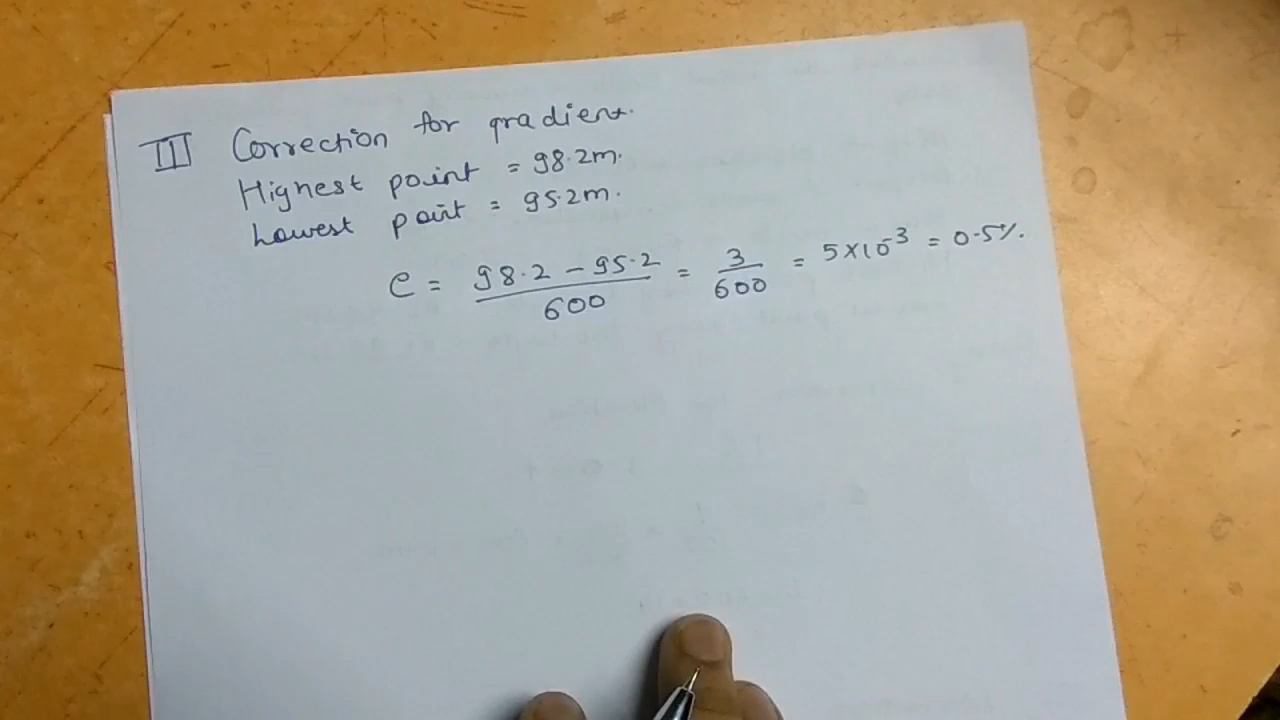 III Correction for gradient.
Highest point = 98.2m.
Lowest point = 95.2m.
e = 98.2 - 95.2 / 600 = 3 / 600 = 5×10⁻³ = 0.5%.